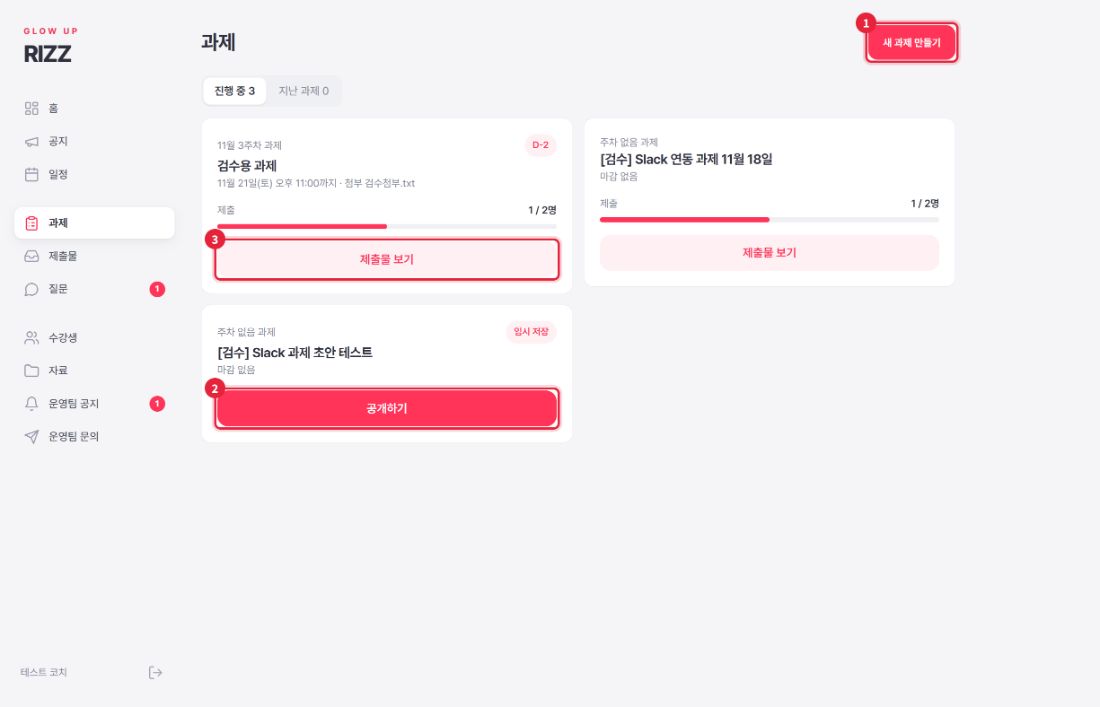 GLOW UP
RIZZ
홈
공지
일정
과제
제출물
질문 1
수강생
자료
운영팀 공지 1
운영팀 문의
테스트 코치
과제
1
새 과제 만들기
진행 중 3 지난 과제 0
11월 3주차 과제 D-2
검수용 과제
11월 21일(토) 오후 11:00까지 · 첨부 검수첨부.txt
제출 1 / 2명
3
제출물 보기
주차 없음 과제
[검수] Slack 연동 과제 11월 18일
마감 없음
제출 1 / 2명
제출물 보기
주차 없음 과제 임시 저장
[검수] Slack 과제 초안 테스트
마감 없음
2
공개하기